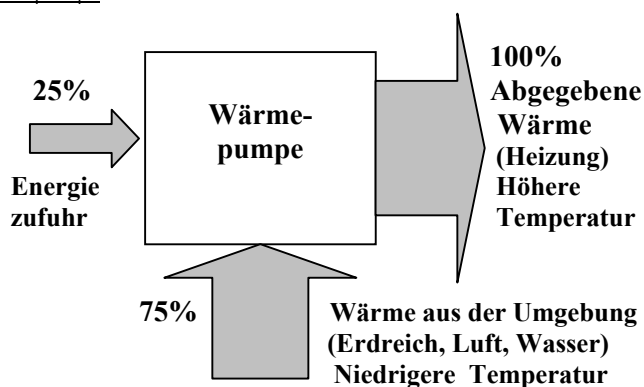 25%
Energie
zufuhr
Wärme-
pumpe
100%
Abgegebene
Wärme
(Heizung)
Höhere
Temperatur
75%
Wärme aus der Umgebung
(Erdreich, Luft, Wasser)
Niedrigere Temperatur